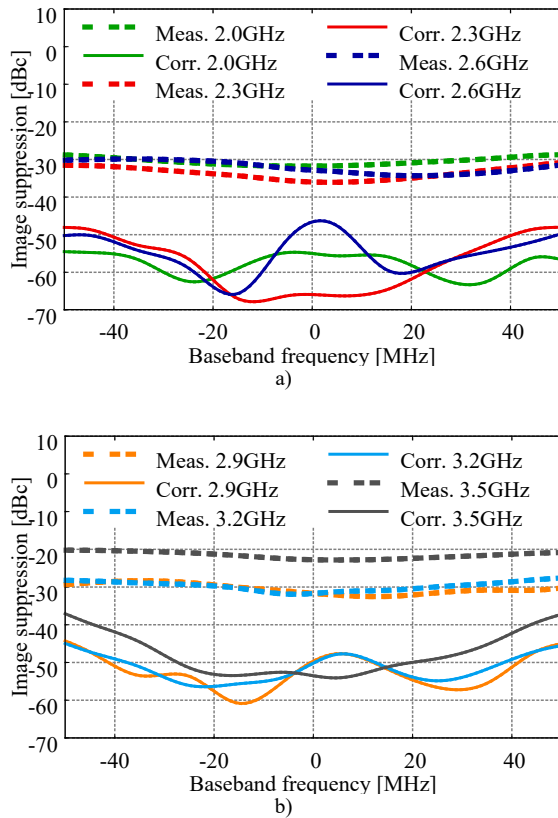 Image suppression [dBc]
10
0
-10
-20
-30
-40
-50
-60
-70
Meas. 2.0GHz
Corr. 2.0GHz
Meas. 2.3GHz
Corr. 2.3GHz
Meas. 2.6GHz
Corr. 2.6GHz
-40 -20 0 20 40
Baseband frequency [MHz]
a)
Image suppression [dBc]
10
0
-10
-20
-30
-40
-50
-60
-70
Meas. 2.9GHz
Corr. 2.9GHz
Meas. 3.2GHz
Corr. 3.2GHz
Meas. 3.5GHz
Corr. 3.5GHz
-40 -20 0 20 40
Baseband frequency [MHz]
b)